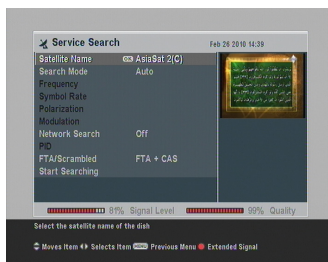 Service Search
Feb 26 2010 14:39
Satellite Name OK AsiaSat 2(C)
Search Mode Auto
Frequency
Symbol Rate
Polarization
Modulation
Network Search Off
PID
FTA/Scrambled FTA + CAS
Start Searching
81% Signal Level 99% Quality
Select the satellite name of the dish
Moves Item Selects Item MENU Previous Menu Extended Signal